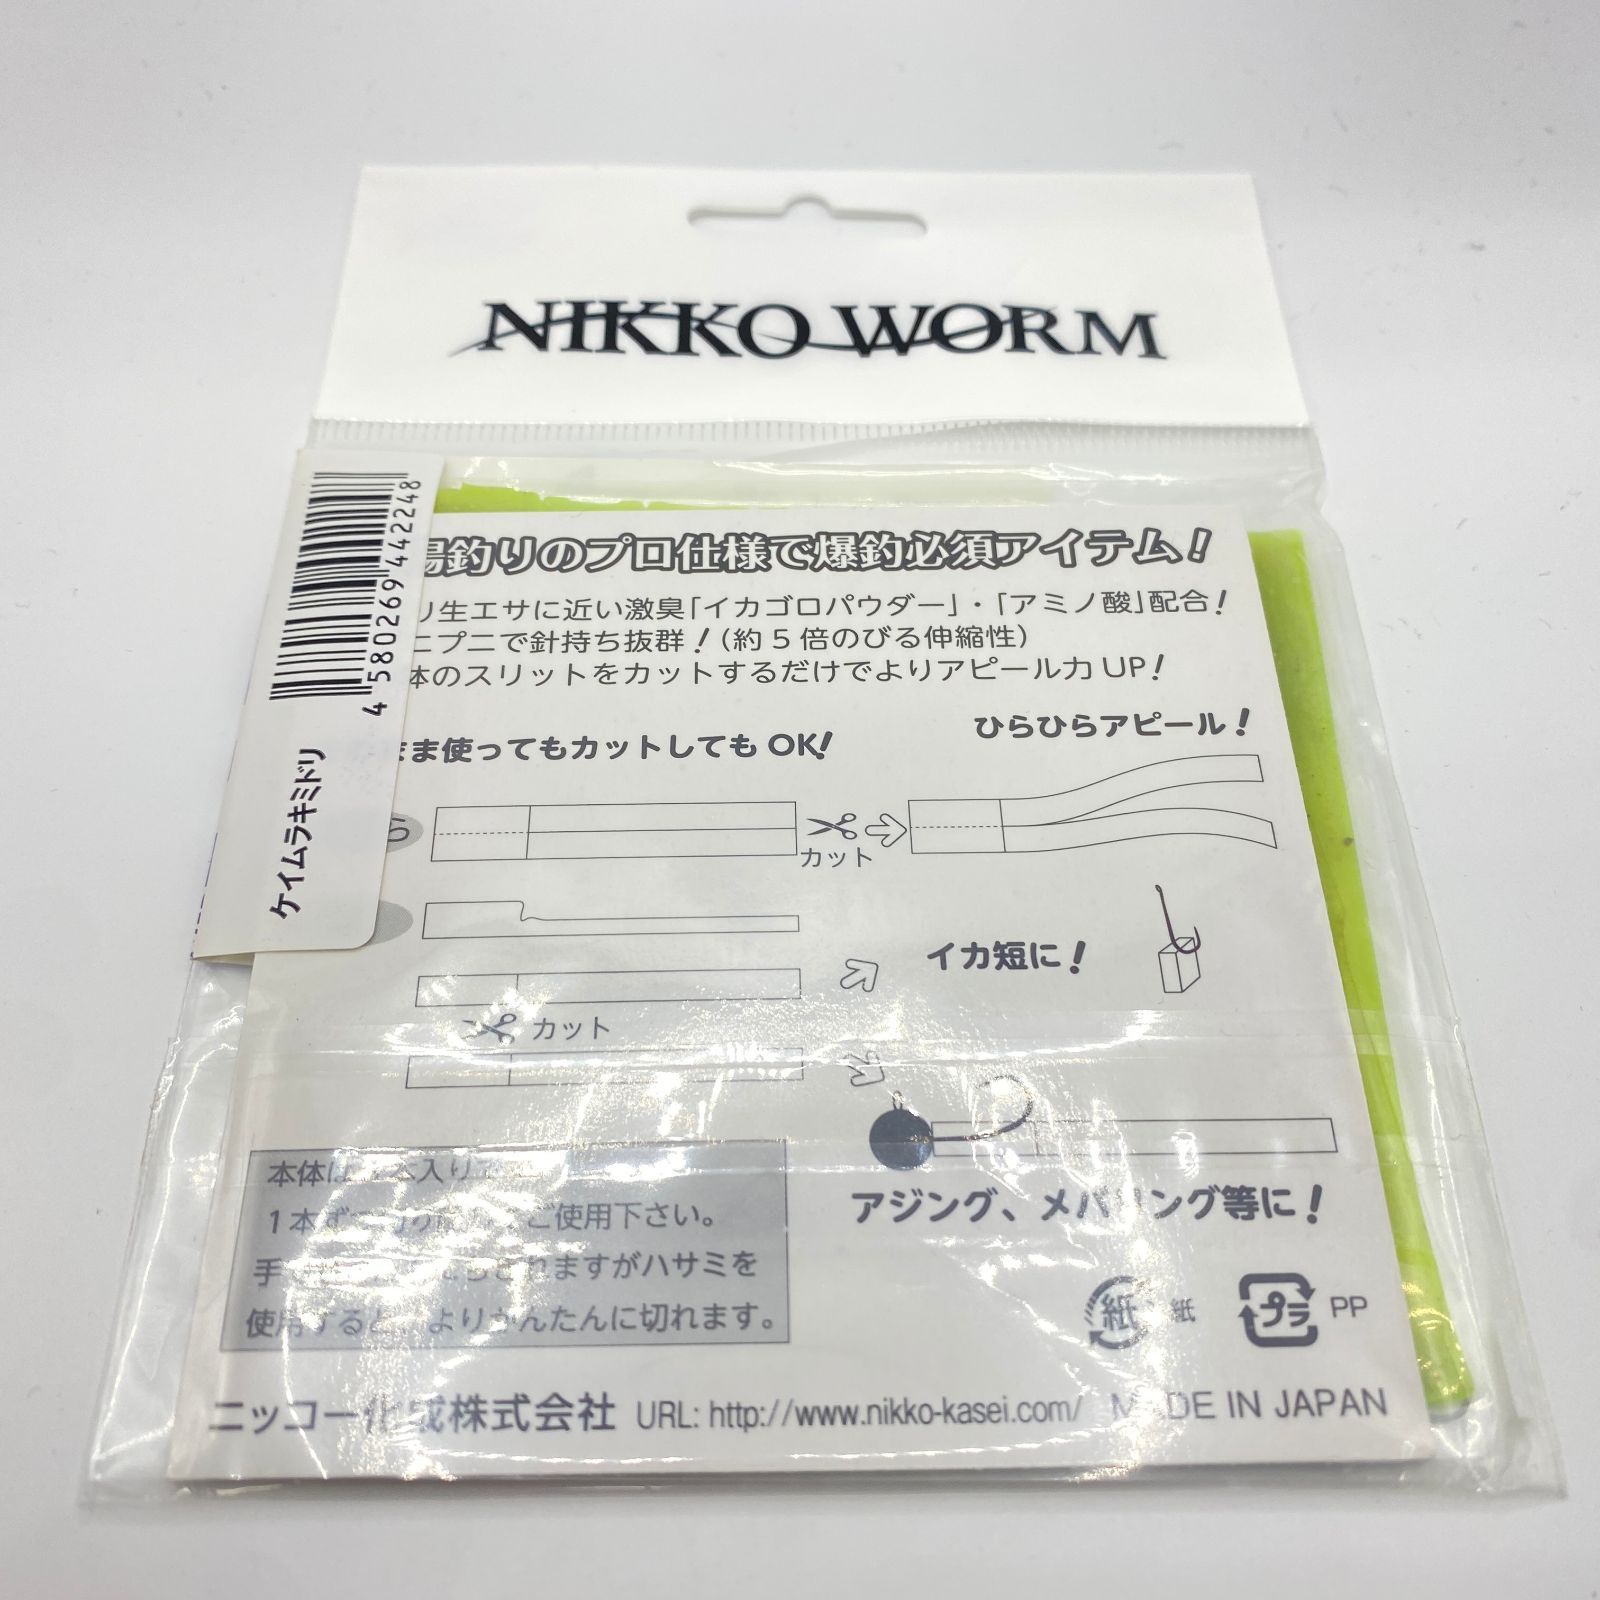 NIKKO WORM
4 580269 442248
ケイムラキミドリ
釣りのプロ仕様で爆釣必須アイテム!
り生エサに近い激臭「イカゴロパウダー」・「アミノ酸」配合!
ニプニで針持ち抜群!(約5倍のびる伸縮性)
体のスリットをカットするだけでよりアピール力UP!
ひらひらアピール!
まま使ってもカットしてもOK!
カット
イカ短に!
カット
アジング、メバリング等に!
本体は 本入り
1本ず ご使用下さい。
手 ますがハサミを
使用すると、よりかんたんに切れます。
紙 紙
プラ PP
ニッコー化成株式会社 URL: http://www.nikko-kasei.com/ MADE IN JAPAN